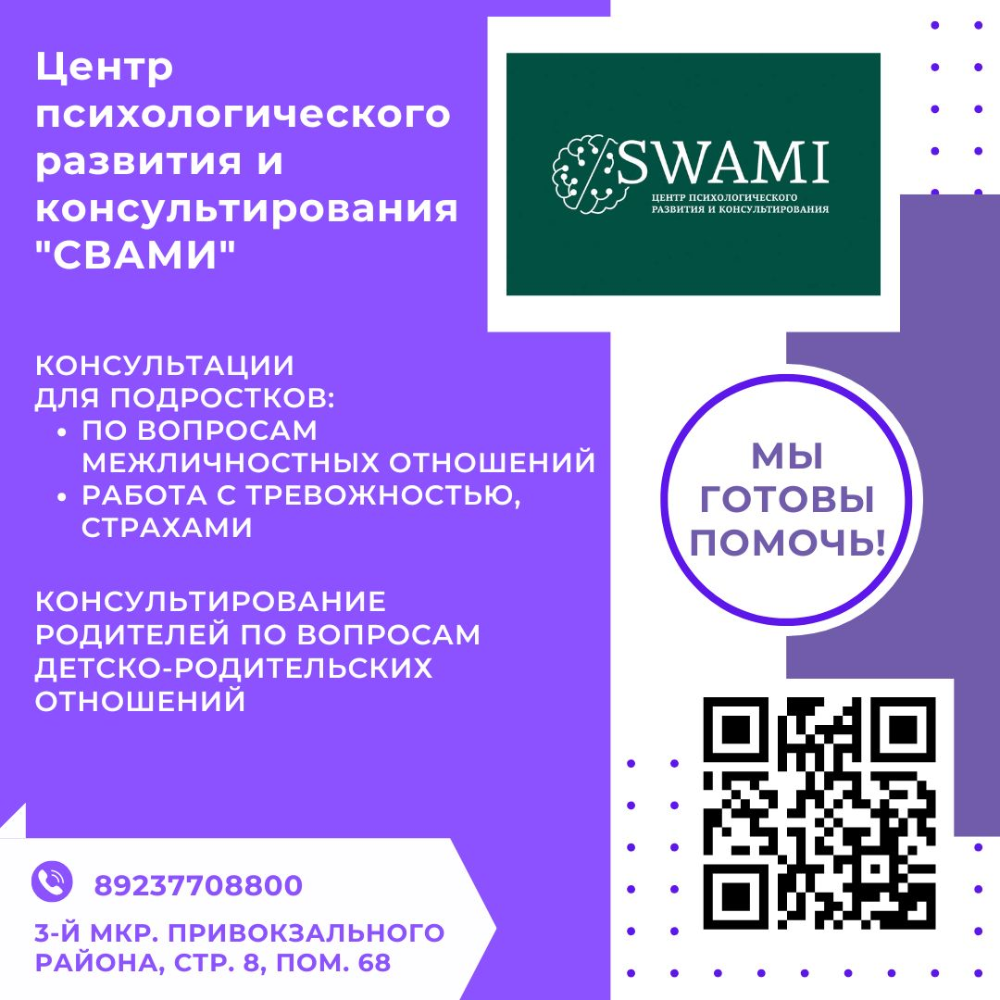 Центр
психологического
развития и
консультирования
"СВАМИ"
SWAMI
ЦЕНТР ПСИХОЛОГИЧЕСКОГО
РАЗВИТИЯ И КОНСУЛЬТИРОВАНИЯ
КОНСУЛЬТАЦИИ
ДЛЯ ПОДРОСТКОВ:
• ПО ВОПРОСАМ
МЕЖЛИЧНОСТНЫХ ОТНОШЕНИЙ
• РАБОТА С ТРЕВОЖНОСТЬЮ,
СТРАХАМИ
КОНСУЛЬТИРОВАНИЕ
РОДИТЕЛЕЙ ПО ВОПРОСАМ
ДЕТСКО-РОДИТЕЛЬСКИХ
ОТНОШЕНИЙ
МЫ
ГОТОВЫ
ПОМОЧЬ!
89237708800
3-Й МКР. ПРИВОКЗАЛЬНОГО
РАЙОНА, СТР. 8, ПОМ. 68